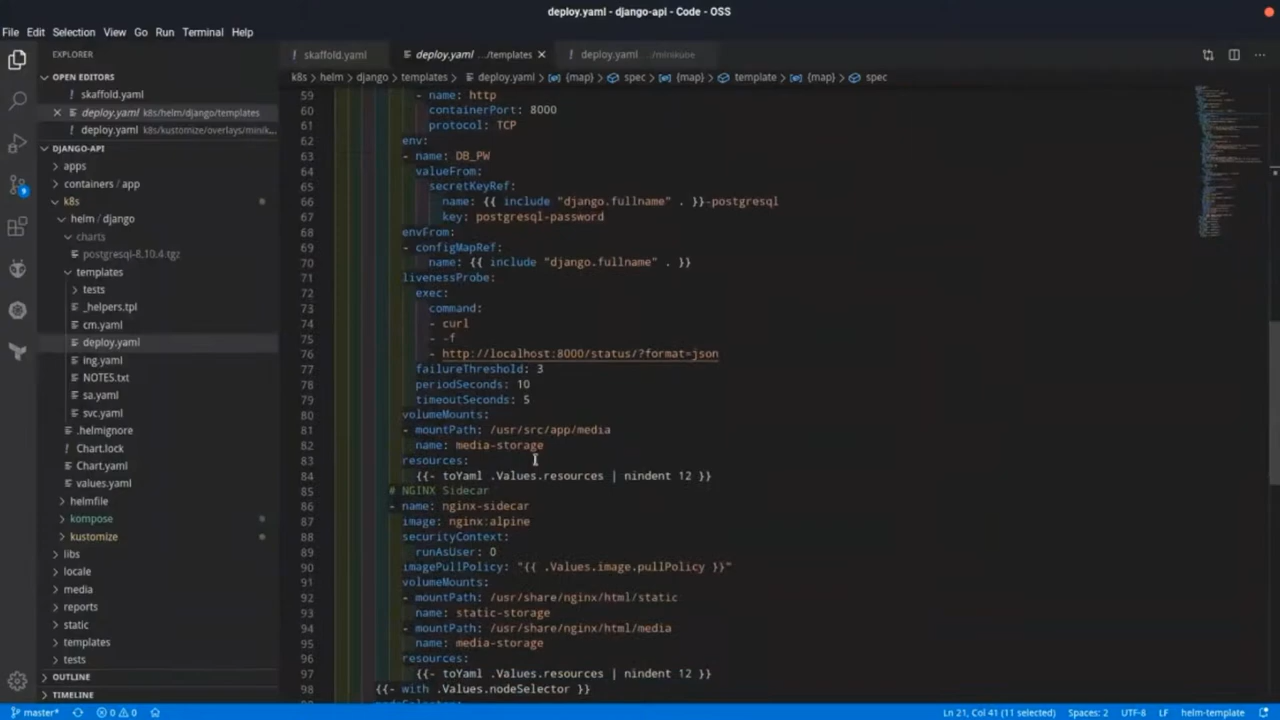 deploy.yaml - django-api - Code - OSS
File Edit Selection View Go Run Terminal Help
EXPLORER
OPEN EDITORS
skaffold.yaml
deploy.yaml k8s/helm/django/templates
deploy.yaml k8s/kustomize/overlays/minik...
DJANGO-API
apps
containers / app
k8s
helm / django
charts
postgresql-8.10.4.tgz
templates
tests
_helpers.tpl
cm.yaml
deploy.yaml
ing.yaml
NOTES.txt
sa.yaml
svc.yaml
.helmignore
Chart.lock
Chart.yaml
values.yaml
helmfile
kompose
kustomize
libs
locale
media
reports
static
templates
tests
OUTLINE
TIMELINE
skaffold.yaml deploy.yaml .../templates deploy.yaml .../minikube
k8s > helm > django > templates > deploy.yaml > {map} > spec > {map} > template > {map} > spec
59 - name: http
60 containerPort: 8000
61 protocol: TCP
62 env:
63 - name: DB_PW
64 valueFrom:
65 secretKeyRef:
66 name: {{ include "django.fullname" . }}-postgresql
67 key: postgresql-password
68 envFrom:
69 - configMapRef:
70 name: {{ include "django.fullname" . }}
71 livenessProbe:
72 exec:
73 command:
74 - curl
75 - -f
76 - http://localhost:8000/status/?format=json
77 failureThreshold: 3
78 periodSeconds: 10
79 timeoutSeconds: 5
80 volumeMounts:
81 - mountPath: /usr/src/app/media
82 name: media-storage
83 resources:
84 {{- toYaml .Values.resources | nindent 12 }}
85 # NGINX Sidecar
86 - name: nginx-sidecar
87 image: nginx:alpine
88 securityContext:
89 runAsUser: 0
90 imagePullPolicy: "{{ .Values.image.pullPolicy }}"
91 volumeMounts:
92 - mountPath: /usr/share/nginx/html/static
93 name: static-storage
94 - mountPath: /usr/share/nginx/html/media
95 name: media-storage
96 resources:
97 {{- toYaml .Values.resources | nindent 12 }}
98 {{- with .Values.nodeSelector }}
master* 0 0 Ln 21, Col 41 (11 selected) Spaces: 2 UTF-8 LF helm-template